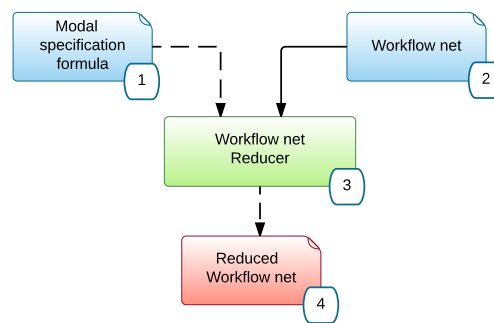 Modal
specification
formula
1
Workflow net
2
Workflow net
Reducer
3
Reduced
Workflow net
4